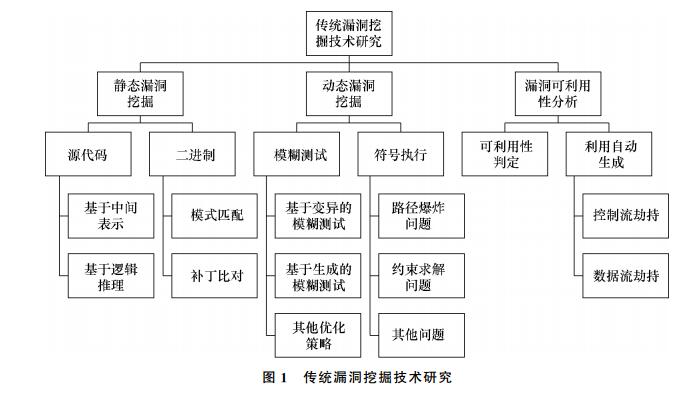 传统漏洞挖
掘技术研究
静态漏洞
挖掘
动态漏洞
挖掘
漏洞可利用
性分析
源代码
二进制
模糊测试
符号执行
可利用性
判定
利用自动
生成
基于中间
表示
模式匹配
基于变异的
模糊测试
路径爆炸
问题
控制流劫持
基于逻辑
推理
补丁比对
基于生成的
模糊测试
约束求解
问题
数据流劫持
其他优化
策略
其他问题
图 1 传统漏洞挖掘技术研究